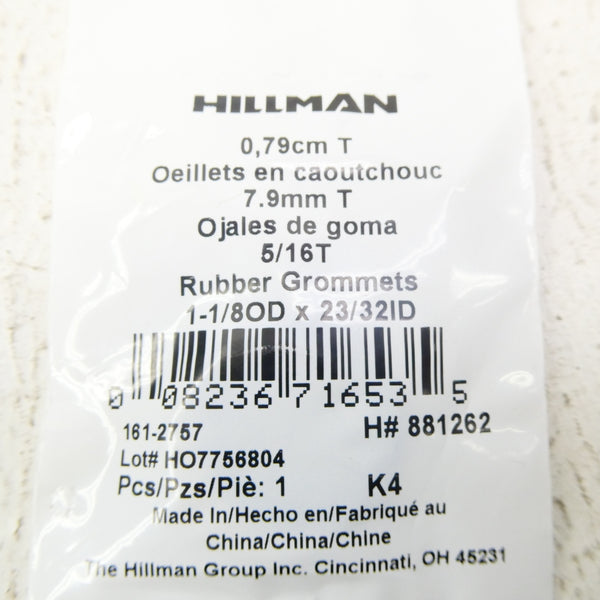 HILLMAN
0,79cm T
Oeillets en caoutchouc
7.9mm T
Ojales de goma
5/16T
Rubber Grommets
1-1/8OD x 23/32ID
0 08236 71653 5
161-2757 H# 881262
Lot# HO7756804
Pcs/Pzs/Piè: 1 K4
Made In/Hecho en/Fabriqué au
China/China/Chine
The Hillman Group Inc. Cincinnati, OH 45231